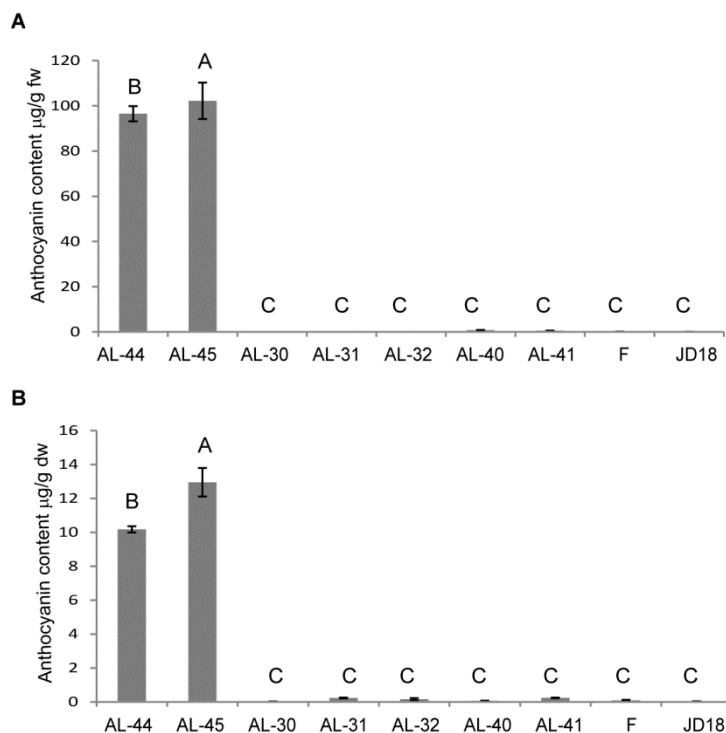 A
Anthocyanin content µg/g fw
120
100
80
60
40
20
0
B
A
C C C C C C C
AL-44 AL-45 AL-30 AL-31 AL-32 AL-40 AL-41 F JD18
B
Anthocyanin content µg/g dw
16
14
12
10
8
6
4
2
0
B
A
C C C C C C C
AL-44 AL-45 AL-30 AL-31 AL-32 AL-40 AL-41 F JD18